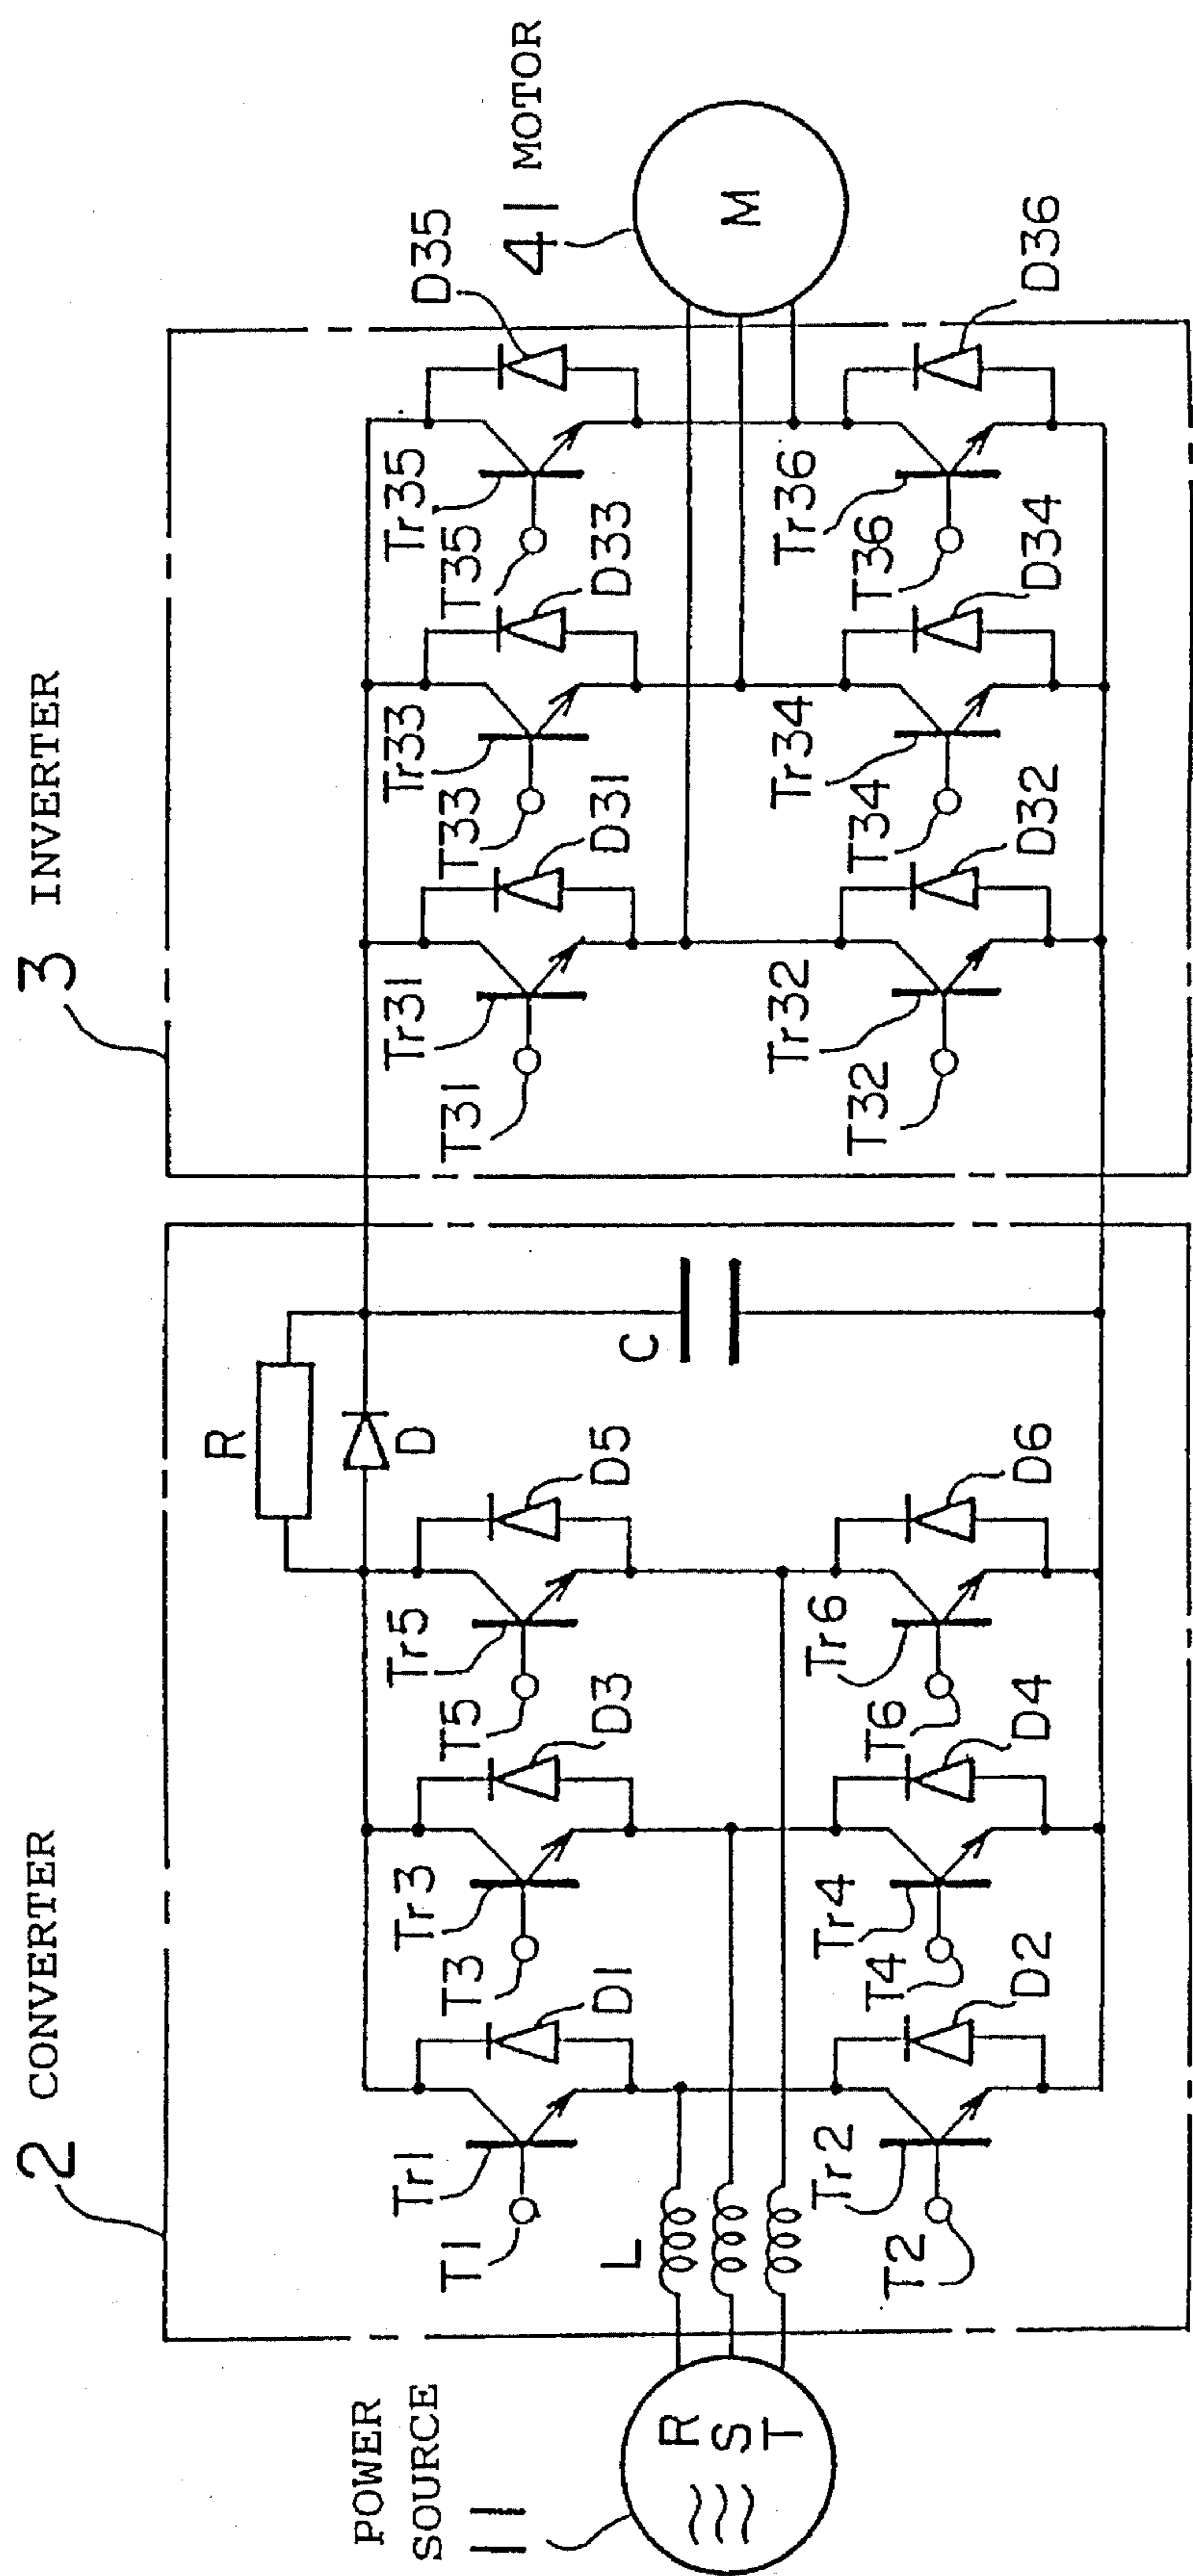 2 CONVERTER
3 INVERTER
POWER
SOURCE
11
R
S
T
L
T1
Tr1
D1
T3
Tr3
D3
T5
Tr5
D5
R
D
C
T2
Tr2
D2
T4
Tr4
D4
T6
Tr6
D6
T31
Tr31
D31
T33
Tr33
D33
T35
Tr35
D35
T32
Tr32
D32
T34
Tr34
D34
T36
Tr36
D36
41 MOTOR
M